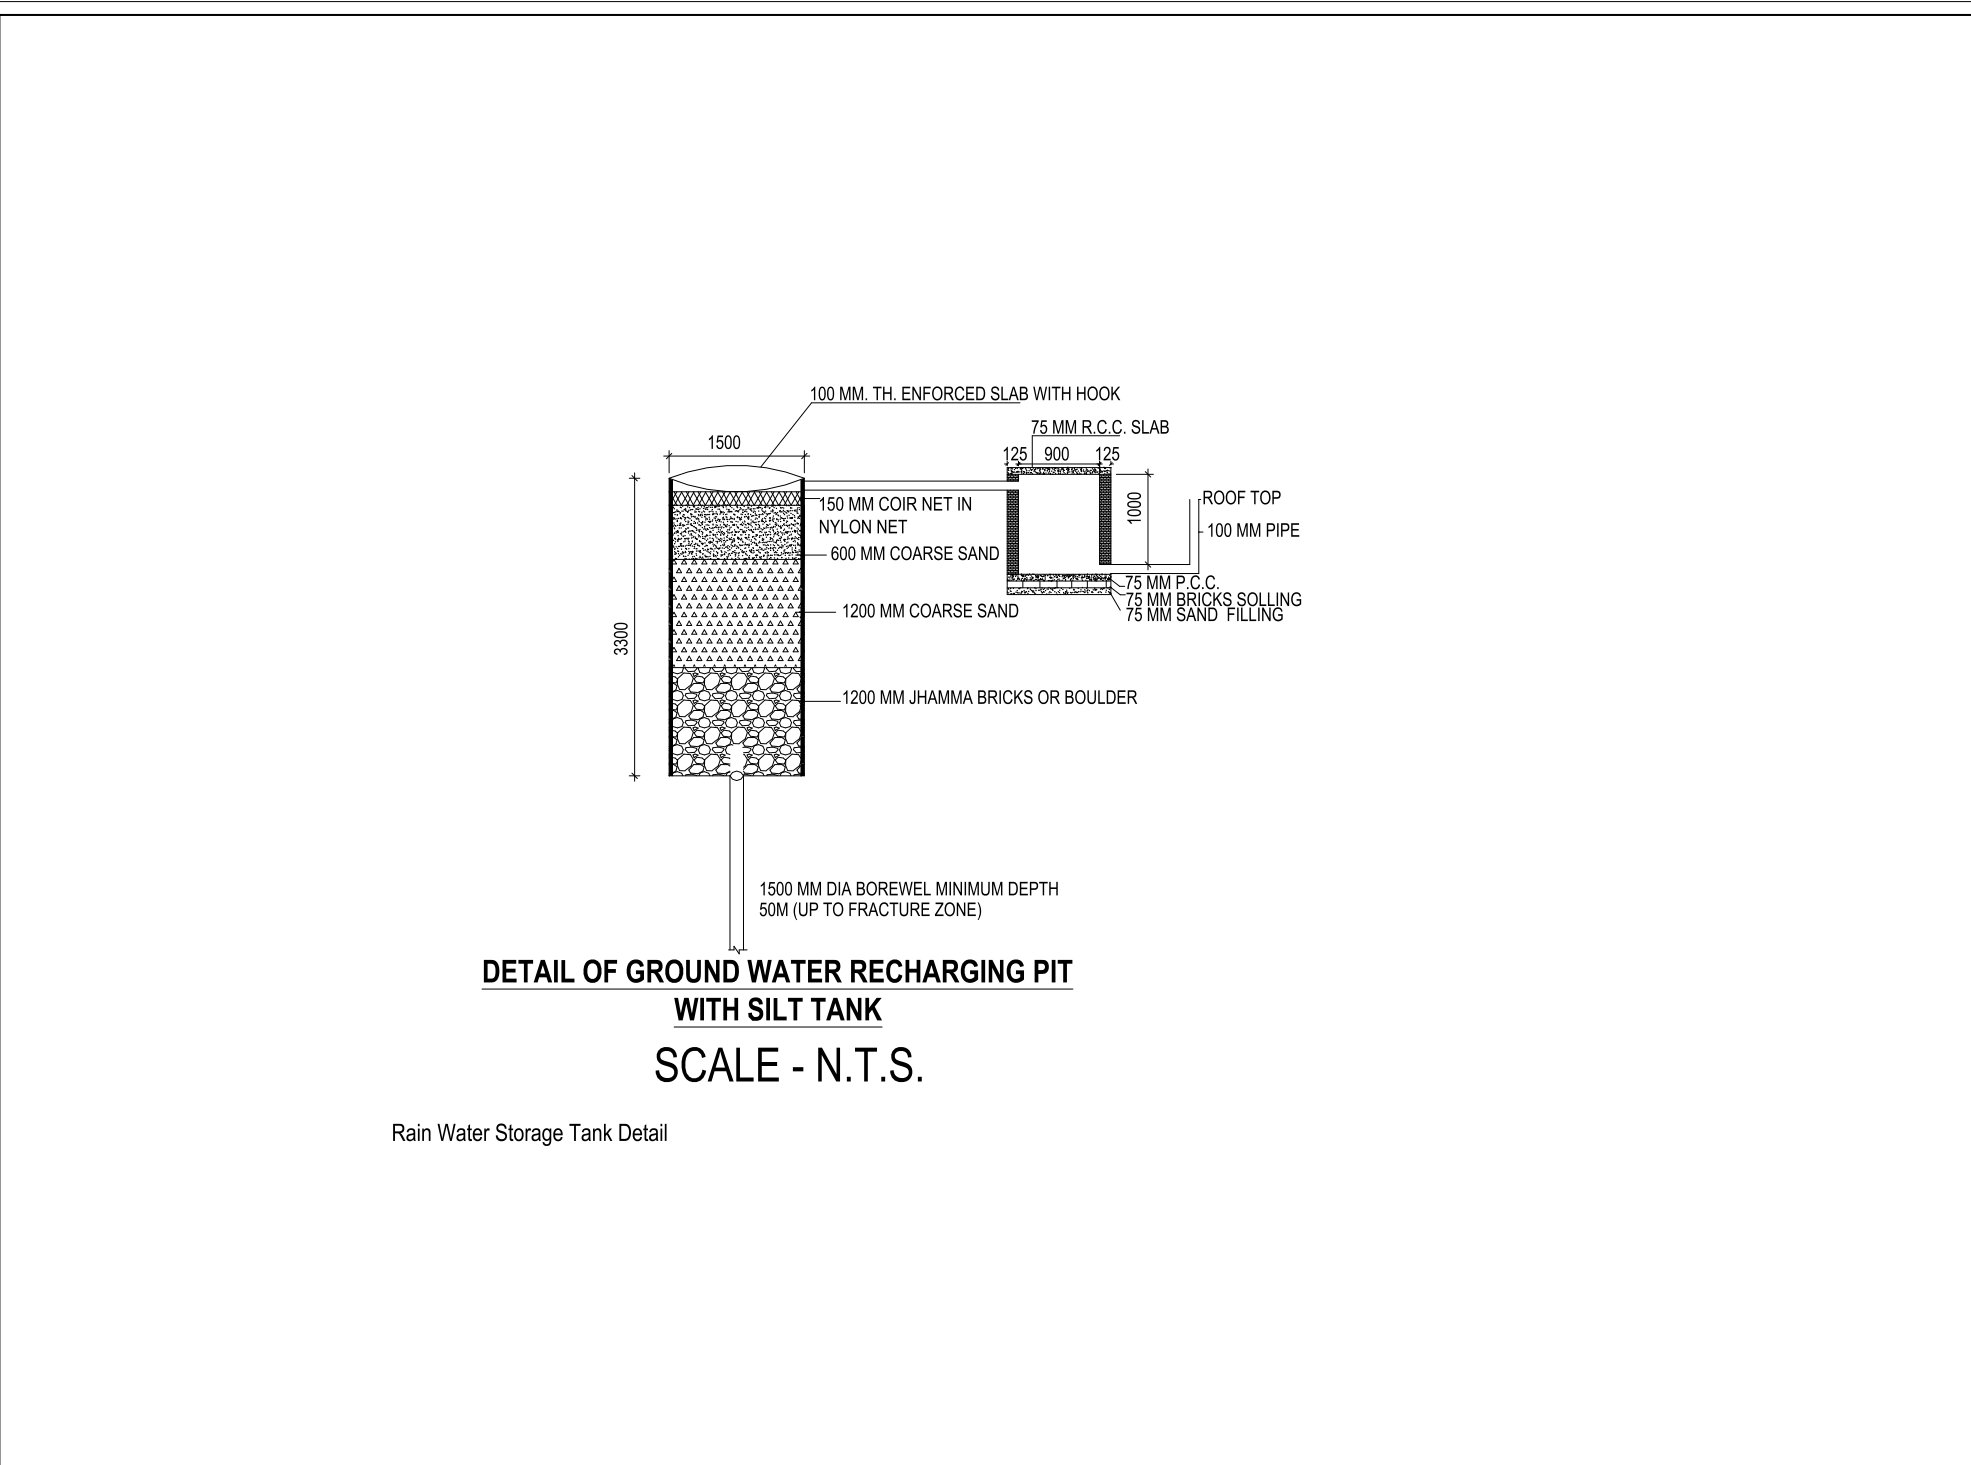 100 MM. TH. ENFORCED SLAB WITH HOOK
75 MM R.C.C. SLAB
1500
125 900 125
1000
ROOF TOP
100 MM PIPE
150 MM COIR NET IN
NYLON NET
600 MM COARSE SAND
75 MM P.C.C.
75 MM BRICKS SOLLING
75 MM SAND FILLING
1200 MM COARSE SAND
3300
1200 MM JHAMMA BRICKS OR BOULDER
1500 MM DIA BOREWEL MINIMUM DEPTH
50M (UP TO FRACTURE ZONE)
DETAIL OF GROUND WATER RECHARGING PIT
WITH SILT TANK
SCALE - N.T.S.
Rain Water Storage Tank Detail